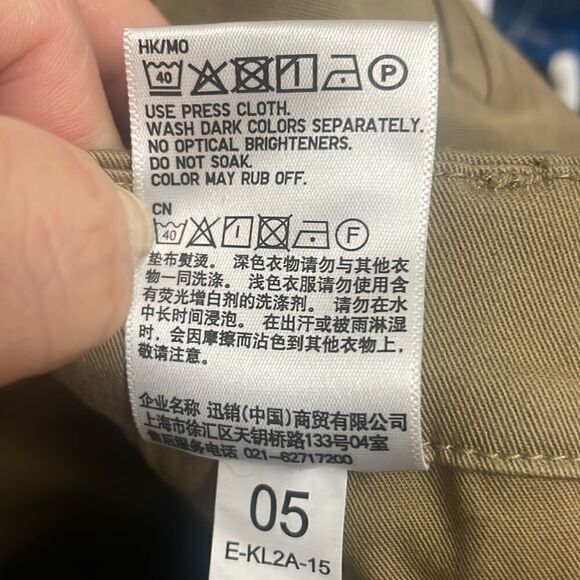 HK/MO
40 P
USE PRESS CLOTH.
WASH DARK COLORS SEPARATELY.
NO OPTICAL BRIGHTENERS.
DO NOT SOAK.
COLOR MAY RUB OFF.
CN
40 F
垫布熨烫。 深色衣物请勿与其他衣
物一同洗涤。 浅色衣服请勿使用含
有荧光增白剂的洗涤剂。 请勿在水
中长时间浸泡。 在出汗或被雨淋湿
时，会因摩擦而沾色到其他衣物上，
敬请注意。
企业名称 迅销(中国)商贸有限公司
上海市徐汇区天钥桥路133号04室
售后服务电话 021-62717200
05
E-KL2A-15